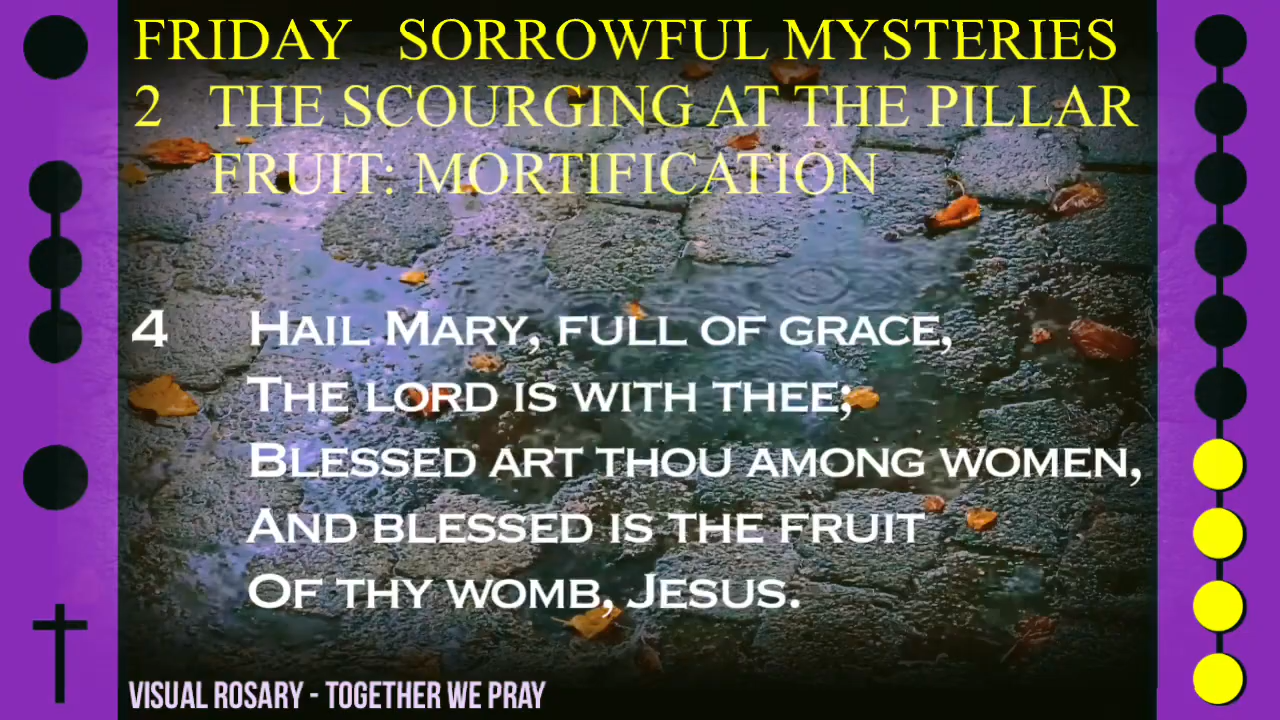 FRIDAY SORROWFUL MYSTERIES
2 THE SCOURGING AT THE PILLAR
FRUIT: MORTIFICATION
4 HAIL MARY, FULL OF GRACE,
THE LORD IS WITH THEE;
BLESSED ART THOU AMONG WOMEN,
AND BLESSED IS THE FRUIT
OF THY WOMB, JESUS.
VISUAL ROSARY - TOGETHER WE PRAY